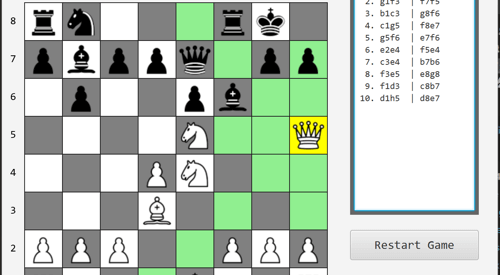 8
7
6
5
4
3
2
2. g1f3 | f7f5
3. b1c3 | g8f6
4. c1g5 | f8e7
5. g5f6 | e7f6
6. e2e4 | f5e4
7. c3e4 | b7b6
8. f3e5 | e8g8
9. f1d3 | c8b7
10. d1h5 | d8e7
Restart Game